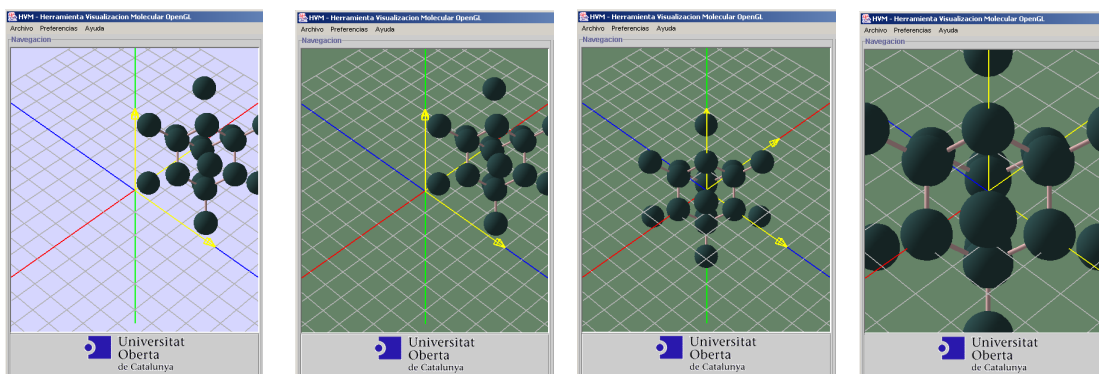 HVM - Herramienta Visualizacion Molecular OpenGL
Archivo Preferencias Ayuda
Navegacion
Universitat
Oberta
de Catalunya
HVM - Herramienta Visualizacion Molecular OpenGL
Archivo Preferencias Ayuda
Navegacion
Universitat
Oberta
de Catalunya
HVM - Herramienta Visualizacion Molecular OpenGL
Archivo Preferencias Ayuda
Navegacion
Universitat
Oberta
de Catalunya
HVM - Herramienta Visualizacion Molecular OpenGL
Archivo Preferencias Ayuda
Navegacion
Universitat
Oberta
de Catalunya